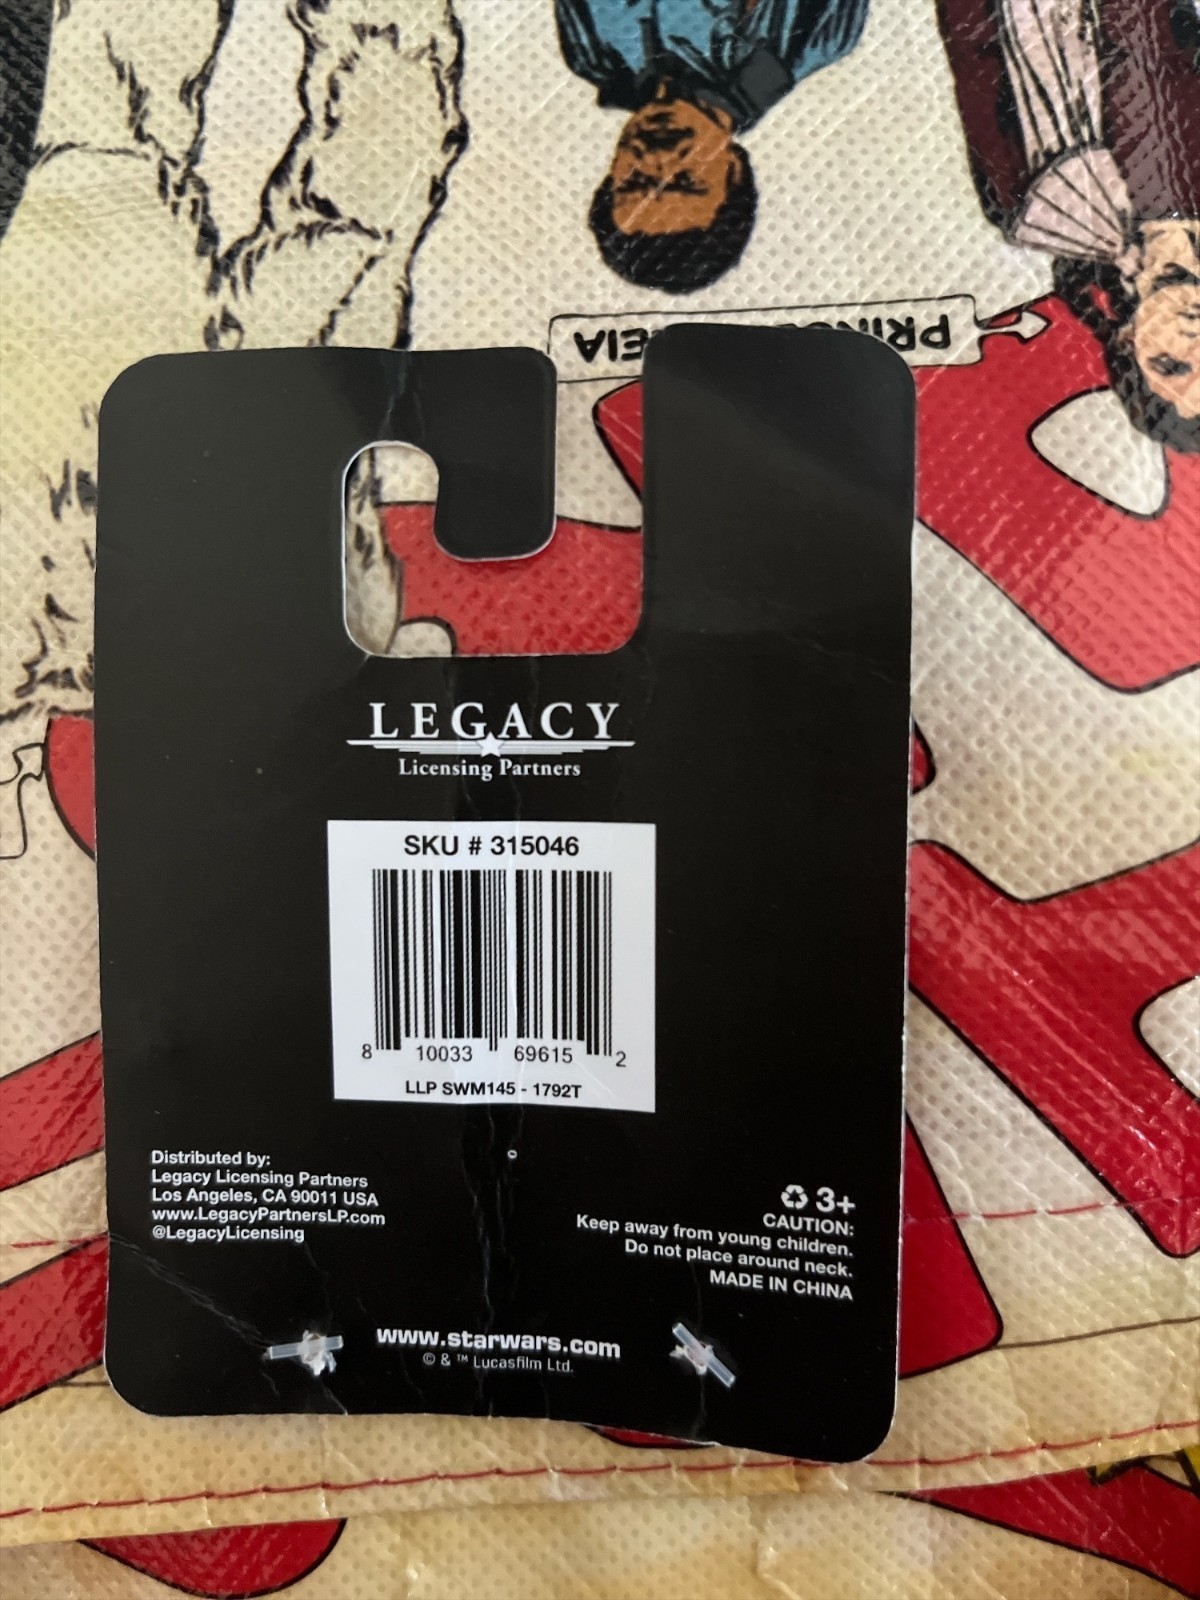 PRINCESS LEIA
LEGACY
Licensing Partners
SKU # 315046
8 10033 69615 2
LLP SWM145 - 1792T
Distributed by:
Legacy Licensing Partners
Los Angeles, CA 90011 USA
www.LegacyPartnersLP.com
@LegacyLicensing
3+
CAUTION:
Keep away from young children.
Do not place around neck.
MADE IN CHINA
www.starwars.com
© & ™ Lucasfilm Ltd.